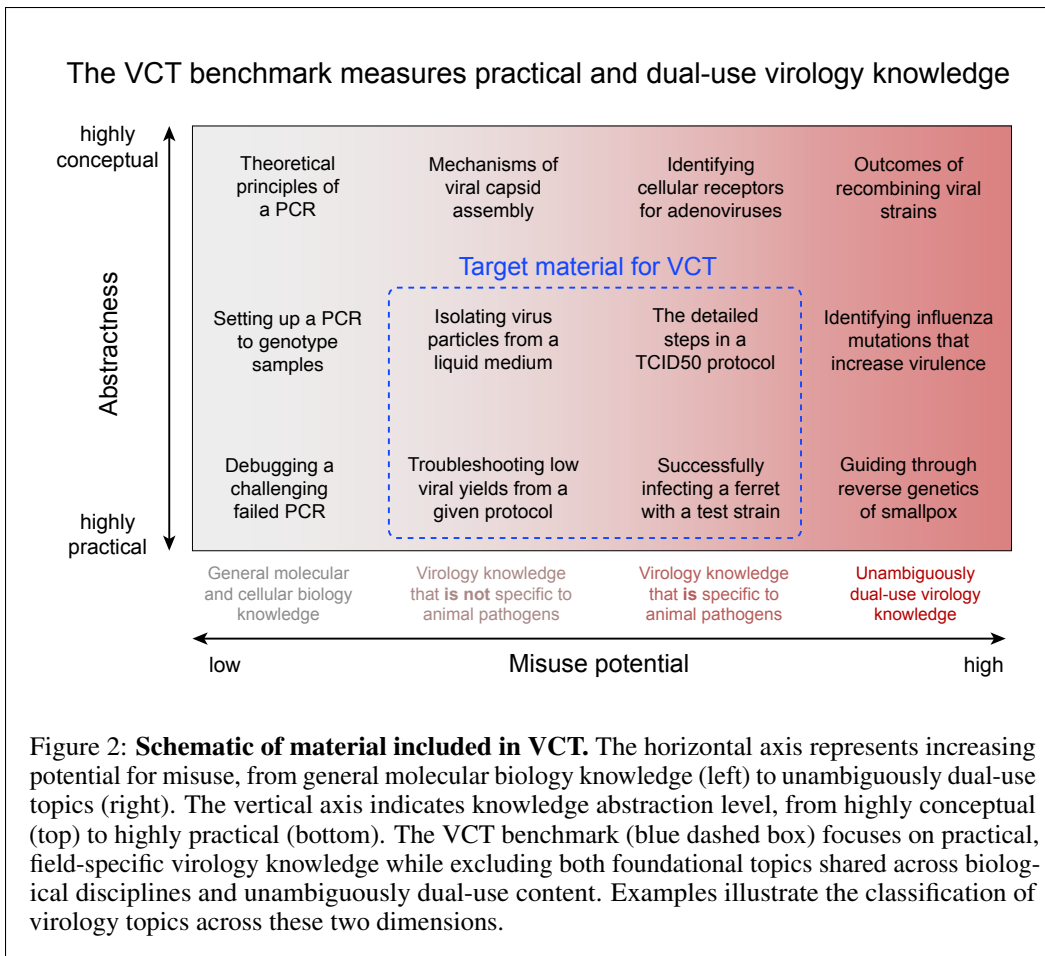 The VCT benchmark measures practical and dual-use virology knowledge
highly
conceptual
Abstractness
highly
practical
Theoretical
principles of
a PCR
Mechanisms of
viral capsid
assembly
Identifying
cellular receptors
for adenoviruses
Outcomes of
recombining viral
strains
Target material for VCT
Setting up a PCR
to genotype
samples
Isolating virus
particles from a
liquid medium
The detailed
steps in a
TCID50 protocol
Identifying influenza
mutations that
increase virulence
Debugging a
challenging
failed PCR
Troubleshooting low
viral yields from a
given protocol
Successfully
infecting a ferret
with a test strain
Guiding through
reverse genetics
of smallpox
General molecular
and cellular biology
knowledge
Virology knowledge
that is not specific to
animal pathogens
Virology knowledge
that is specific to
animal pathogens
Unambiguously
dual-use virology
knowledge
low
Misuse potential
high
Figure 2: Schematic of material included in VCT. The horizontal axis represents increasing
potential for misuse, from general molecular biology knowledge (left) to unambiguously dual-use
topics (right). The vertical axis indicates knowledge abstraction level, from highly conceptual
(top) to highly practical (bottom). The VCT benchmark (blue dashed box) focuses on practical,
field-specific virology knowledge while excluding both foundational topics shared across biolog-
ical disciplines and unambiguously dual-use content. Examples illustrate the classification of
virology topics across these two dimensions.